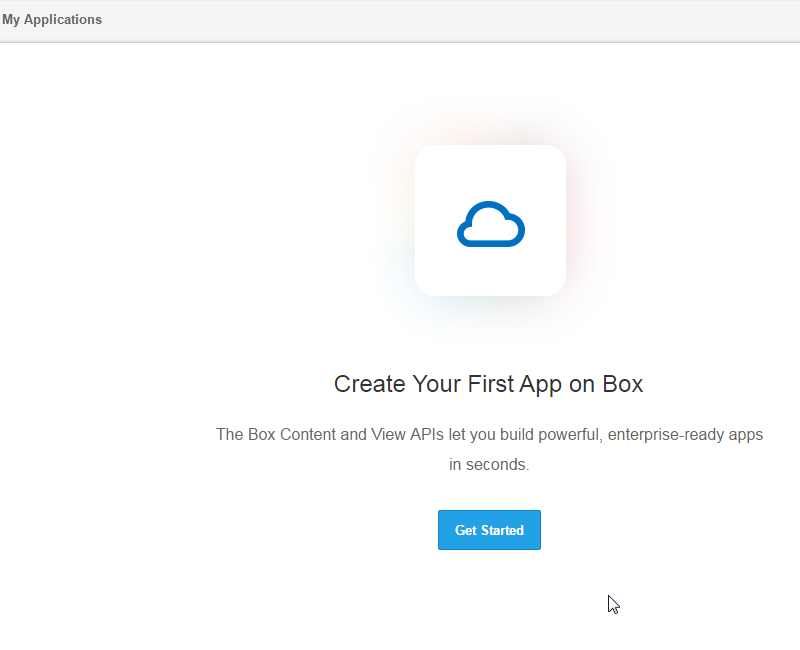 My Applications
Create Your First App on Box
The Box Content and View APIs let you build powerful, enterprise-ready apps
in seconds.
Get Started